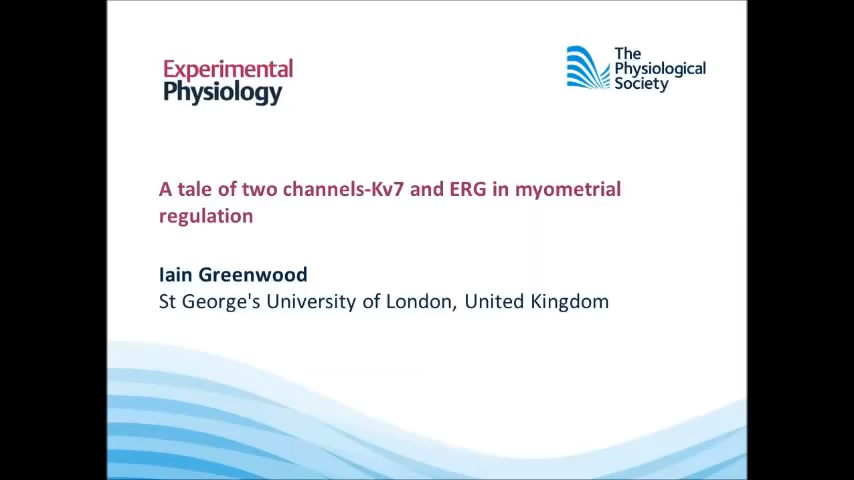 Experimental
Physiology
The
Physiological
Society
A tale of two channels-Kv7 and ERG in myometrial
regulation
Iain Greenwood
St George's University of London, United Kingdom